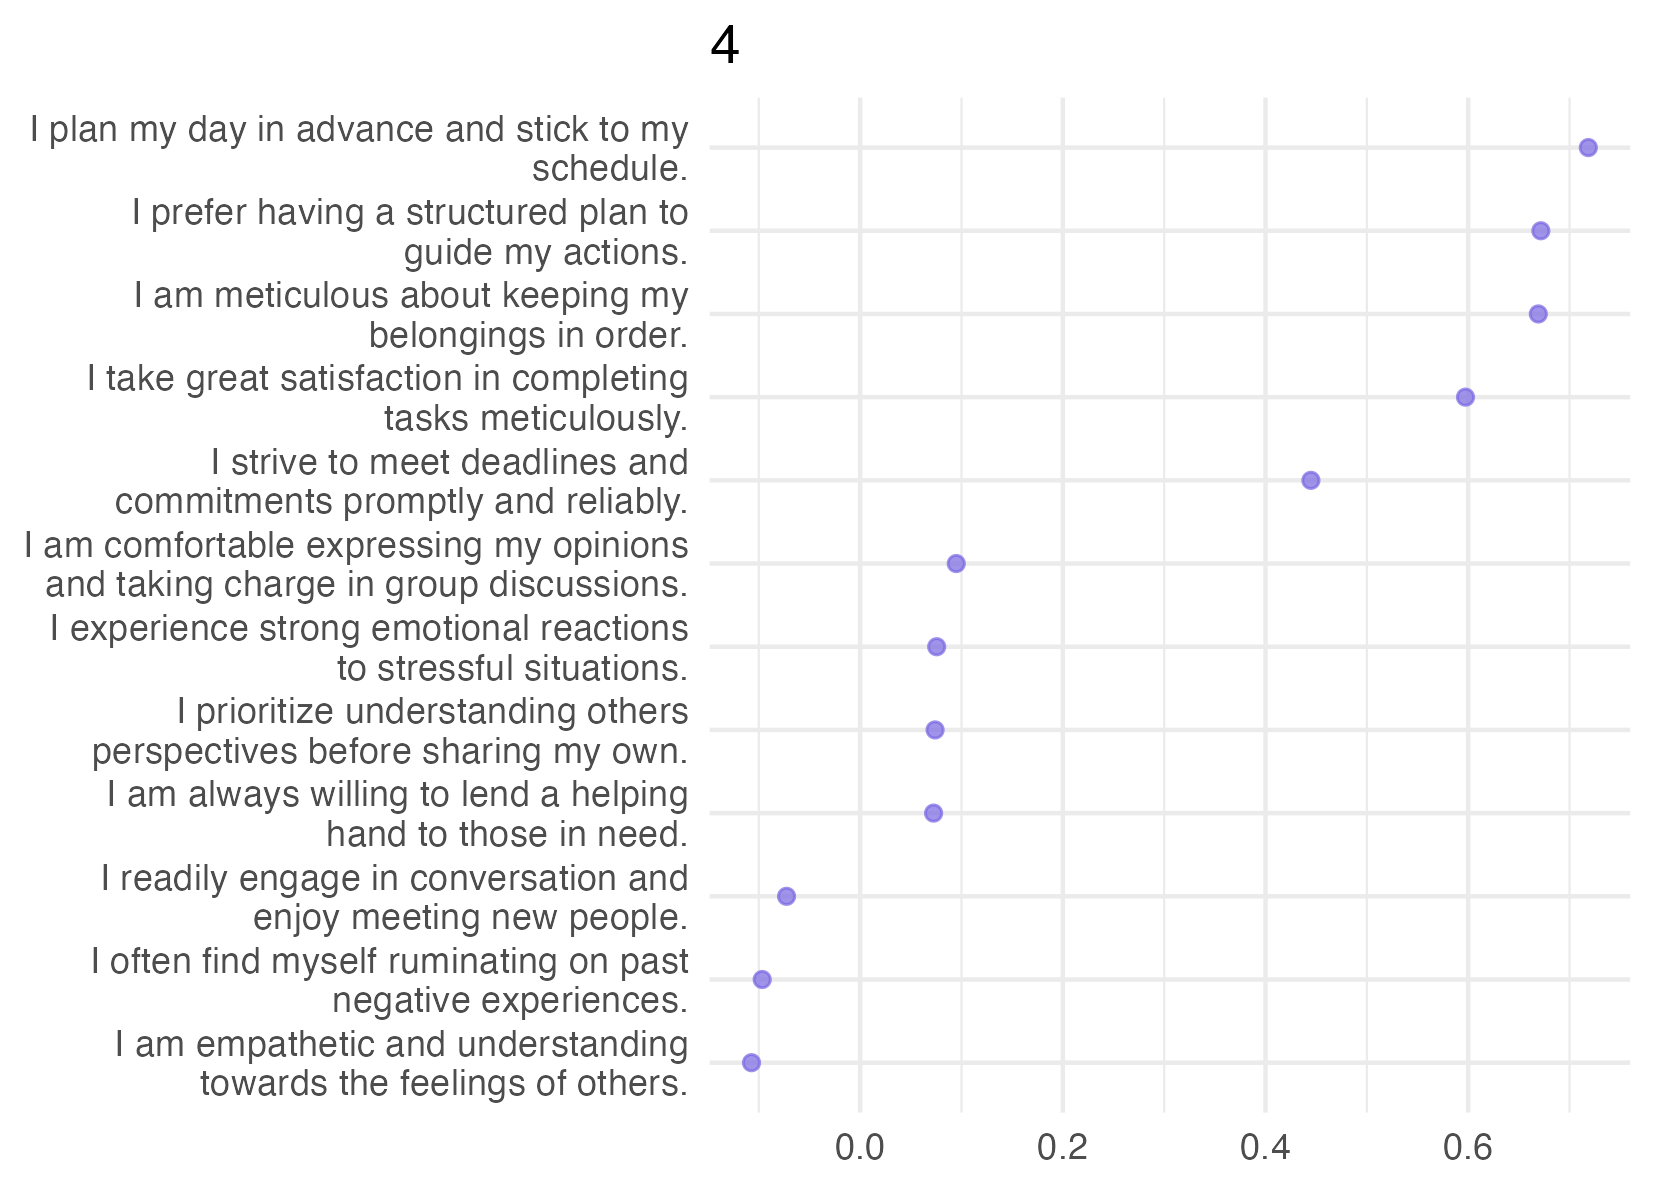 4
I plan my day in advance and stick to my
schedule.
I prefer having a structured plan to
guide my actions.
I am meticulous about keeping my
belongings in order.
I take great satisfaction in completing
tasks meticulously.
I strive to meet deadlines and
commitments promptly and reliably.
I am comfortable expressing my opinions
and taking charge in group discussions.
I experience strong emotional reactions
to stressful situations.
I prioritize understanding others
perspectives before sharing my own.
I am always willing to lend a helping
hand to those in need.
I readily engage in conversation and
enjoy meeting new people.
I often find myself ruminating on past
negative experiences.
I am empathetic and understanding
towards the feelings of others.
0.0 0.2 0.4 0.6